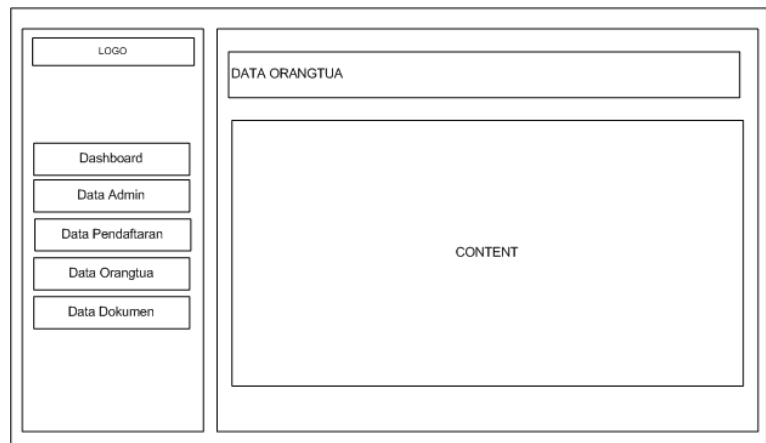 LOGO
DATA ORANGTUA
Dashboard
Data Admin
Data Pendaftaran
Data Orangtua
Data Dokumen
CONTENT